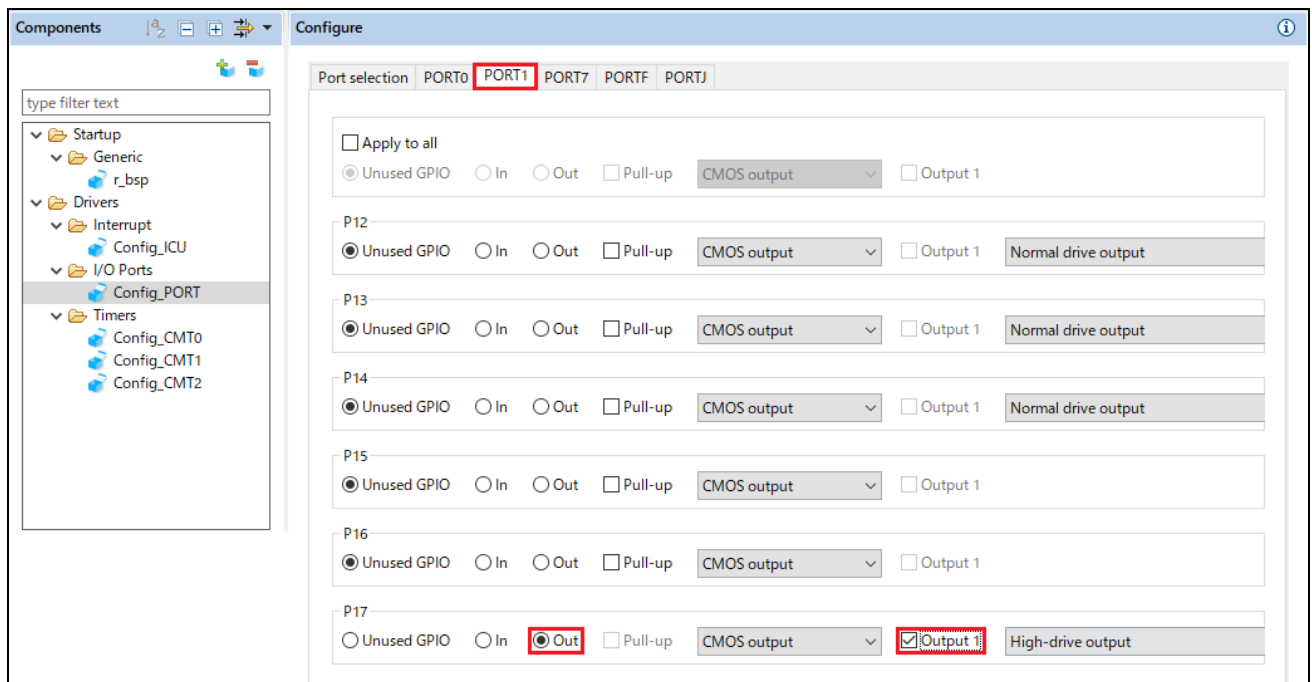 Components
Configure
type filter text
Startup
Generic
r_bsp
Drivers
Interrupt
Config_ICU
I/O Ports
Config_PORT
Timers
Config_CMT0
Config_CMT1
Config_CMT2
Port selection PORT0 PORT1 PORT7 PORTF PORTJ
Apply to all
Unused GPIO In Out Pull-up CMOS output Output 1
P12
Unused GPIO In Out Pull-up CMOS output Output 1 Normal drive output
P13
Unused GPIO In Out Pull-up CMOS output Output 1 Normal drive output
P14
Unused GPIO In Out Pull-up CMOS output Output 1 Normal drive output
P15
Unused GPIO In Out Pull-up CMOS output Output 1
P16
Unused GPIO In Out Pull-up CMOS output Output 1
P17
Unused GPIO In Out Pull-up CMOS output Output 1 High-drive output